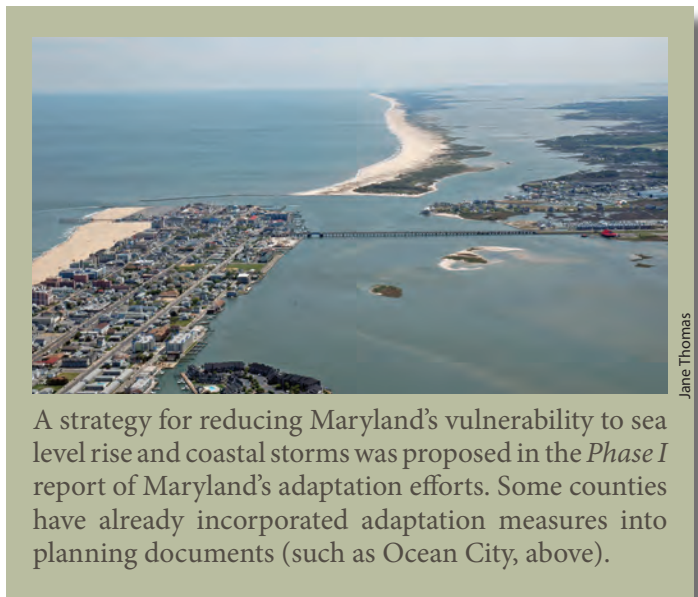 Jane Thomas
A strategy for reducing Maryland’s vulnerability to sea
level rise and coastal storms was proposed in the Phase I
report of Maryland’s adaptation efforts. Some counties
have already incorporated adaptation measures into
planning documents (such as Ocean City, above).